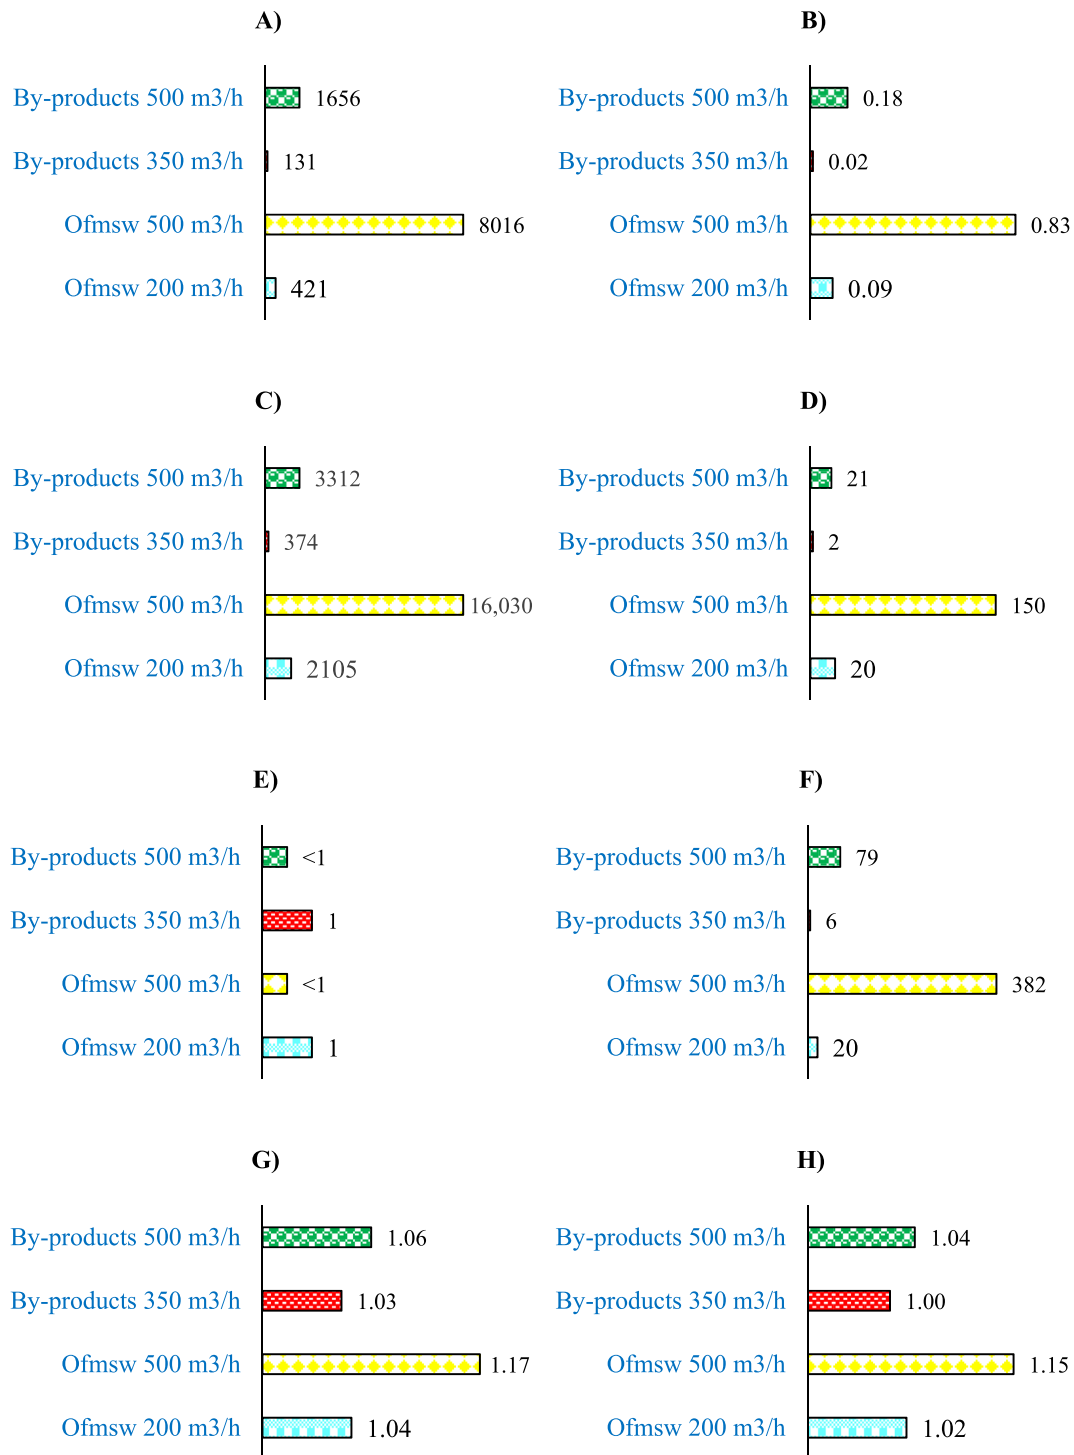 A)
By-products 500 m3/h 1656
By-products 350 m3/h 131
Ofmsw 500 m3/h 8016
Ofmsw 200 m3/h 421
B)
By-products 500 m3/h 0.18
By-products 350 m3/h 0.02
Ofmsw 500 m3/h 0.83
Ofmsw 200 m3/h 0.09
C)
By-products 500 m3/h 3312
By-products 350 m3/h 374
Ofmsw 500 m3/h 16,030
Ofmsw 200 m3/h 2105
D)
By-products 500 m3/h 21
By-products 350 m3/h 2
Ofmsw 500 m3/h 150
Ofmsw 200 m3/h 20
E)
By-products 500 m3/h <1
By-products 350 m3/h 1
Ofmsw 500 m3/h <1
Ofmsw 200 m3/h 1
F)
By-products 500 m3/h 79
By-products 350 m3/h 6
Ofmsw 500 m3/h 382
Ofmsw 200 m3/h 20
G)
By-products 500 m3/h 1.06
By-products 350 m3/h 1.03
Ofmsw 500 m3/h 1.17
Ofmsw 200 m3/h 1.04
H)
By-products 500 m3/h 1.04
By-products 350 m3/h 1.00
Ofmsw 500 m3/h 1.15
Ofmsw 200 m3/h 1.02